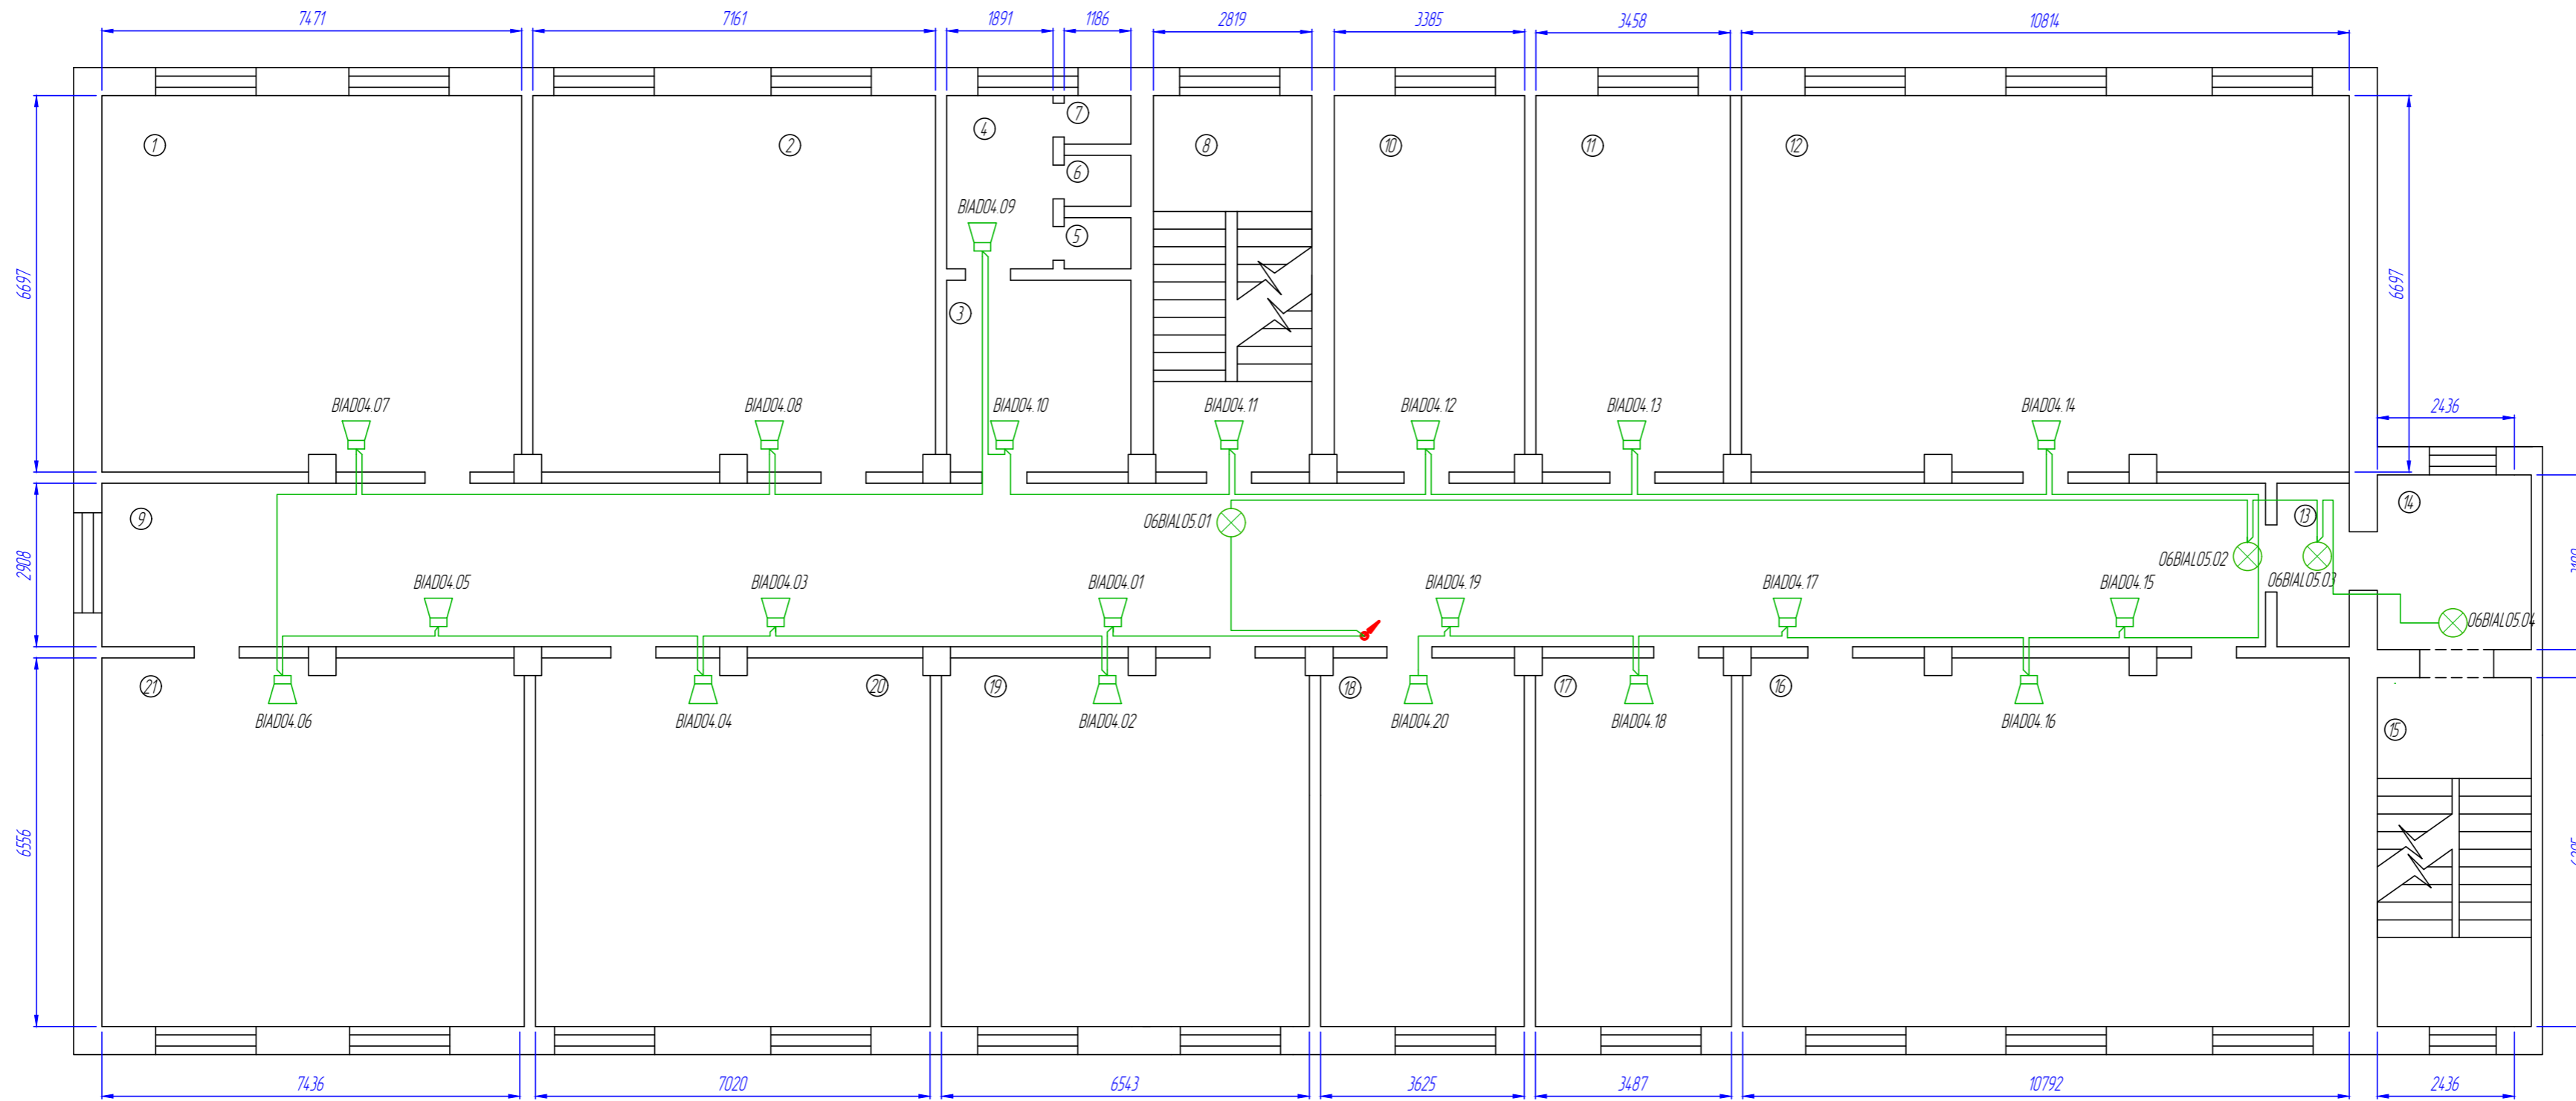 7471 7161 1891 1186 2819 3385 3458 10814
7
4
1 2 8 10 11 12
6
BIAD04.09
5
6697 6697
3
BIAD04.07 BIAD04.08 BIAD04.10 BIAD04.11 BIAD04.12 BIAD04.13 BIAD04.14 2436
14
9 06BIAL05.01 13
2908 06BIAL05.02
BIAD04.05 BIAD04.03 BIAD04.01 BIAD04.19 BIAD04.17 BIAD04.15 06BIAL05.03
06BIAL05.04
21 20 19 18 17 16
BIAD04.06 BIAD04.04 BIAD04.02 BIAD04.20 BIAD04.18 BIAD04.16
15
6556
7436 7020 6543 3625 3487 10792 2436